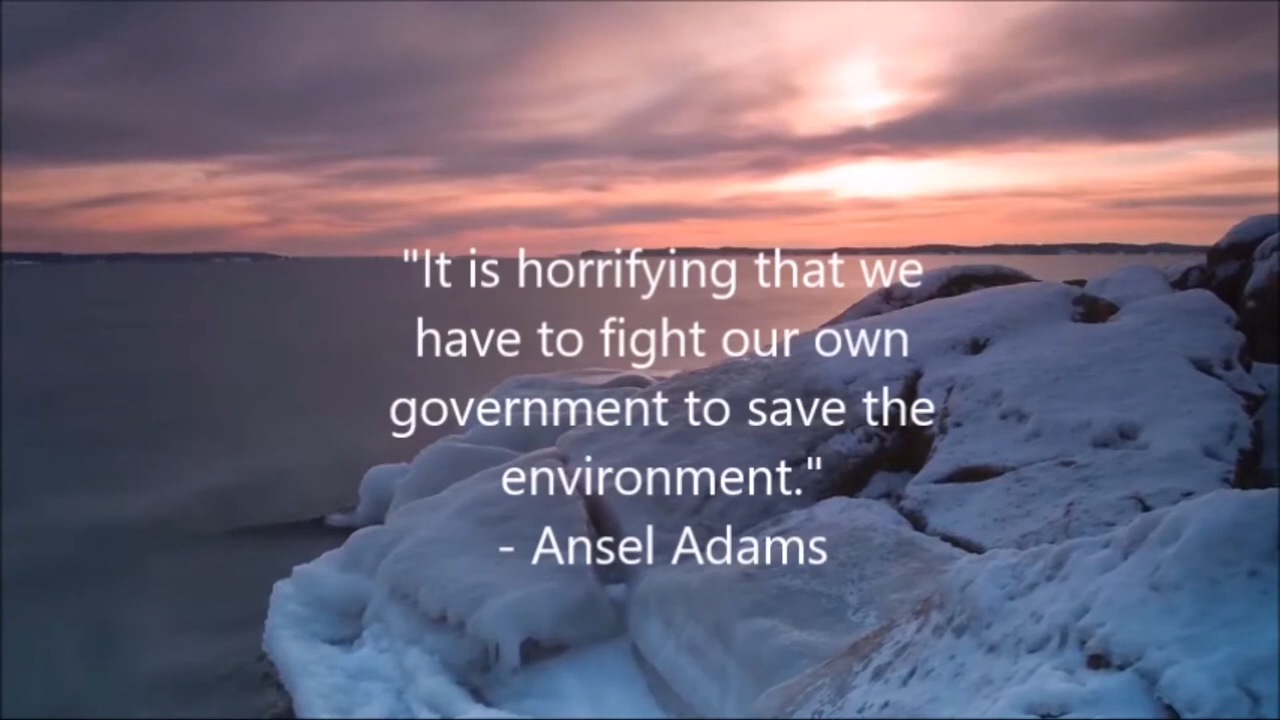 "It is horrifying that we
have to fight our own
government to save the
environment."
- Ansel Adams